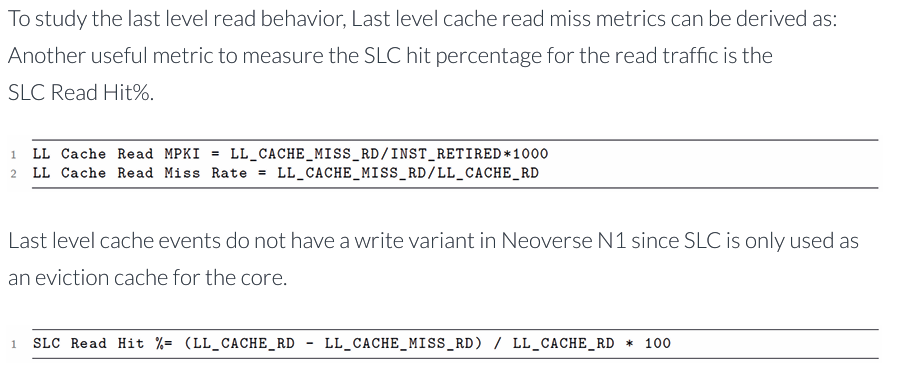 To study the last level read behavior, Last level cache read miss metrics can be derived as:
Another useful metric to measure the SLC hit percentage for the read traffic is the
SLC Read Hit%.
1 LL Cache Read MPKI = LL_CACHE_MISS_RD/INST_RETIRED*1000
2 LL Cache Read Miss Rate = LL_CACHE_MISS_RD/LL_CACHE_RD
Last level cache events do not have a write variant in Neoverse N1 since SLC is only used as
an eviction cache for the core.
1 SLC Read Hit %= (LL_CACHE_RD - LL_CACHE_MISS_RD) / LL_CACHE_RD * 100